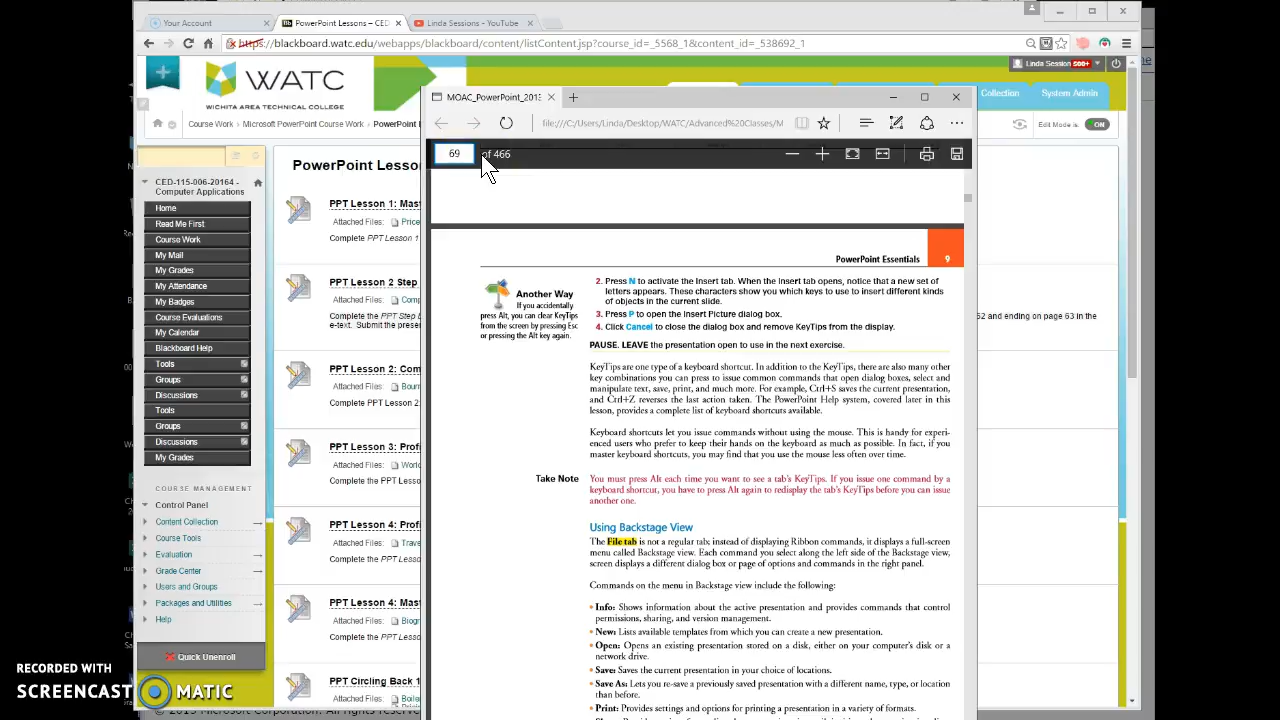 Your Account
PowerPoint Lessons – CED
Linda Sessions - YouTube
https://blackboard.watc.edu/webapps/blackboard/content/listContent.jsp?course_id=_5568_1&content_id=_538692_1
WATC
WICHITA AREA TECHNICAL COLLEGE
Linda Session 500+
Collection
System Admin
Course Work
Microsoft PowerPoint Course Work
PowerPoint
Edit Mode is:
ON
MOAC_PowerPoint_2013
file:///C:/Users/Linda/Desktop/WATC/Advanced%20Classes/M
69
of 466
CED-115-006-20164 -
Computer Applications
Home
Read Me First
Course Work
My Mail
My Grades
My Attendance
My Badges
Course Evaluations
My Calendar
Blackboard Help
Tools
Groups
Discussions
Tools
Groups
Discussions
My Grades
COURSE MANAGEMENT
Control Panel
Content Collection
Course Tools
Evaluation
Grade Center
Users and Groups
Packages and Utilities
Help
Quick Unenroll
PowerPoint Lesso
PPT Lesson 1: Mas
Attached Files: Price
Complete PPT Lesson 1
PPT Lesson 2 Step
Attached Files: Comp
Complete the PPT Step
e-text. Submit the prese
62 and ending on page 63 in the
PPT Lesson 2: Com
Attached Files: Bour
Complete PPT Lesson 2
PPT Lesson 3: Profi
Attached Files: World
Complete the PPT Less
PPT Lesson 4: Profi
Attached Files: Trave
Complete the PPT Less
PPT Lesson 4: Mast
Attached Files: Biogr
Complete the PPT Less
PPT Circling Back 1
Attached Files: Boile
PowerPoint Essentials
9
Another Way
If you accidentally
press Alt, you can clear KeyTips
from the screen by pressing Esc
or pressing the Alt key again.
2. Press N to activate the Insert tab. When the Insert tab opens, notice that a new set of
letters appears. These characters show you which keys to use to insert different kinds
of objects in the current slide.
3. Press P to open the Insert Picture dialog box.
4. Click Cancel to close the dialog box and remove KeyTips from the display.
PAUSE. LEAVE the presentation open to use in the next exercise.
KeyTips are one type of a keyboard shortcut. In addition to the KeyTips, there are also many other
key combinations you can press to issue common commands that open dialog boxes, select and
manipulate text, save, print, and much more. For example, Ctrl+S saves the current presentation,
and Ctrl+Z reverses the last action taken. The PowerPoint Help system, covered later in this
lesson, provides a complete list of keyboard shortcuts available.
Keyboard shortcuts let you issue commands without using the mouse. This is handy for experi-
enced users who prefer to keep their hands on the keyboard as much as possible. In fact, if you
master keyboard shortcuts, you may find that you use the mouse less often over time.
Take Note
You must press Alt each time you want to see a tab's KeyTips. If you issue one command by a
keyboard shortcut, you have to press Alt again to redisplay the tab's KeyTips before you can issue
another one.
Using Backstage View
The File tab is not a regular tab; instead of displaying Ribbon commands, it displays a full-screen
menu called Backstage view. Each command you select along the left side of the Backstage view,
screen displays a different dialog box or page of options and commands in the right panel.
Commands on the menu in Backstage view include the following:
• Info: Shows information about the active presentation and provides commands that control
permissions, sharing, and version management.
• New: Lists available templates from which you can create a new presentation.
• Open: Opens an existing presentation stored on a disk, either on your computer's disk or a
network drive.
• Save: Saves the current presentation in your choice of locations.
• Save As: Lets you re-save a previously saved presentation with a different name, type, or location
than before.
• Print: Provides settings and options for printing a presentation in a variety of formats.
RECORDED WITH
SCREENCAST MATIC